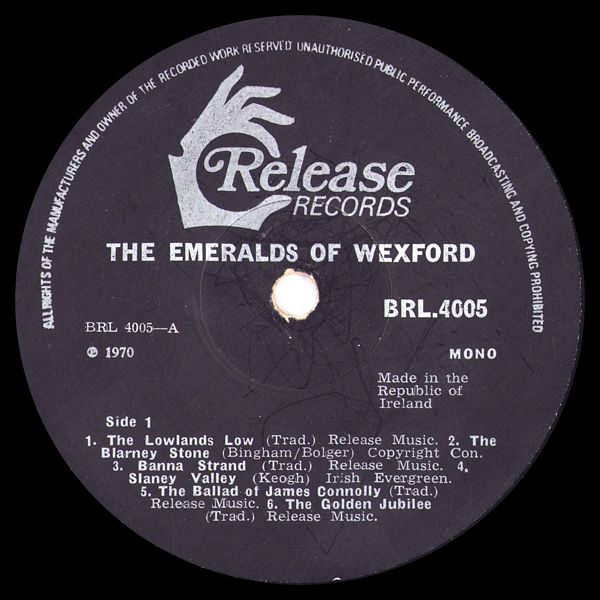 ALL RIGHTS OF THE MANUFACTURERS AND OWNER OF THE RECORDED WORK RESERVED UNAUTHORISED PUBLIC PERFORMANCE BROADCASTING AND COPYING PROHIBITED
Release
RECORDS
THE EMERALDS OF WEXFORD
BRL.4005
BRL 4005—A
℗ 1970
MONO
Made in the
Republic of
Ireland
Side 1
1. The Lowlands Low (Trad.) Release Music. 2. The
Blarney Stone (Bingham/Bolger) Copyright Con.
3. Banna Strand (Trad.) Release Music. 4.
Slaney Valley (Keogh) Irish Evergreen.
5. The Ballad of James Connolly (Trad.)
Release Music. 6. The Golden Jubilee
(Trad.) Release Music.